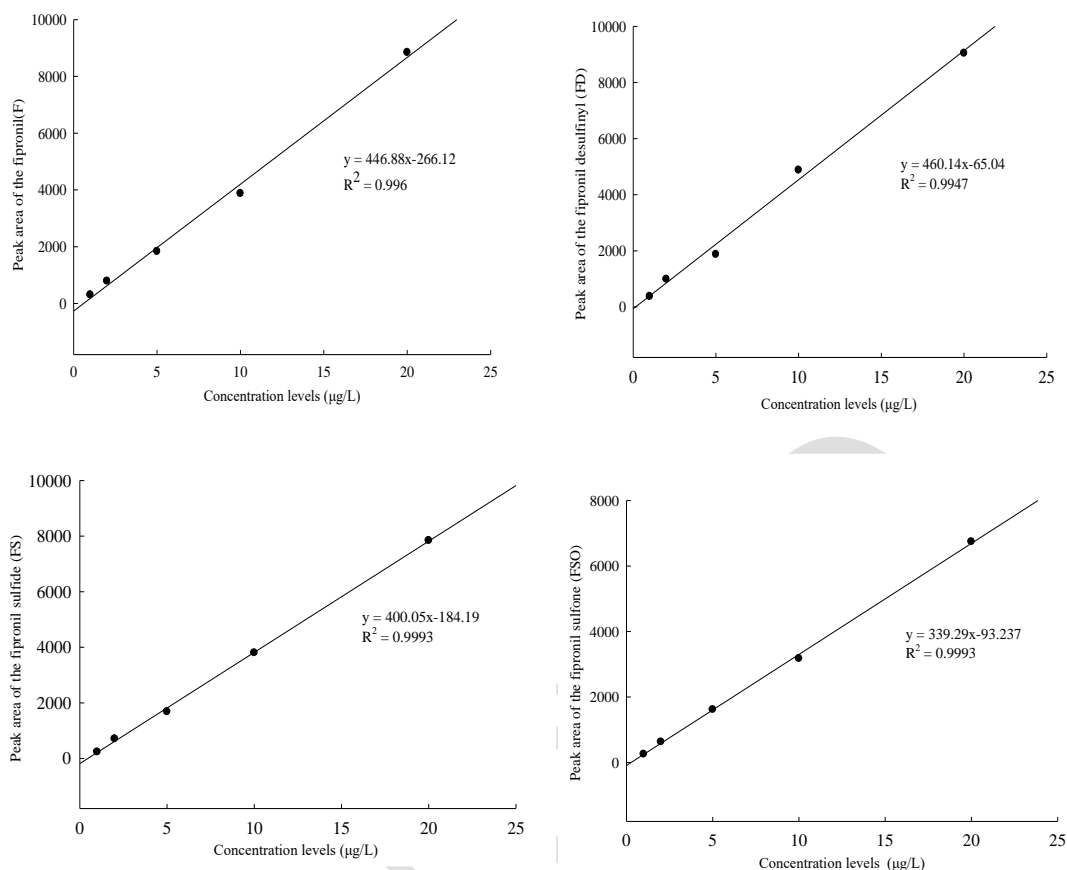 10000
8000
6000
4000
2000
0
Peak area of the fipronil(F)
y = 446.88x-266.12
R2 = 0.996
0 5 10 15 20 25
Concentration levels (μg/L)
10000
8000
6000
4000
2000
0
Peak area of the fipronil desulfinyl (FD)
y = 460.14x-65.04
R2 = 0.9947
0 5 10 15 20 25
Concentration levels (μg/L)
10000
8000
6000
4000
2000
0
Peak area of the fipronil sulfide (FS)
y = 400.05x-184.19
R2 = 0.9993
0 5 10 15 20 25
Concentration levels (μg/L)
8000
6000
4000
2000
0
Peak area of the fipronil sulfone (FSO)
y = 339.29x-93.237
R2 = 0.9993
0 5 10 15 20 25
Concentration levels (μg/L)